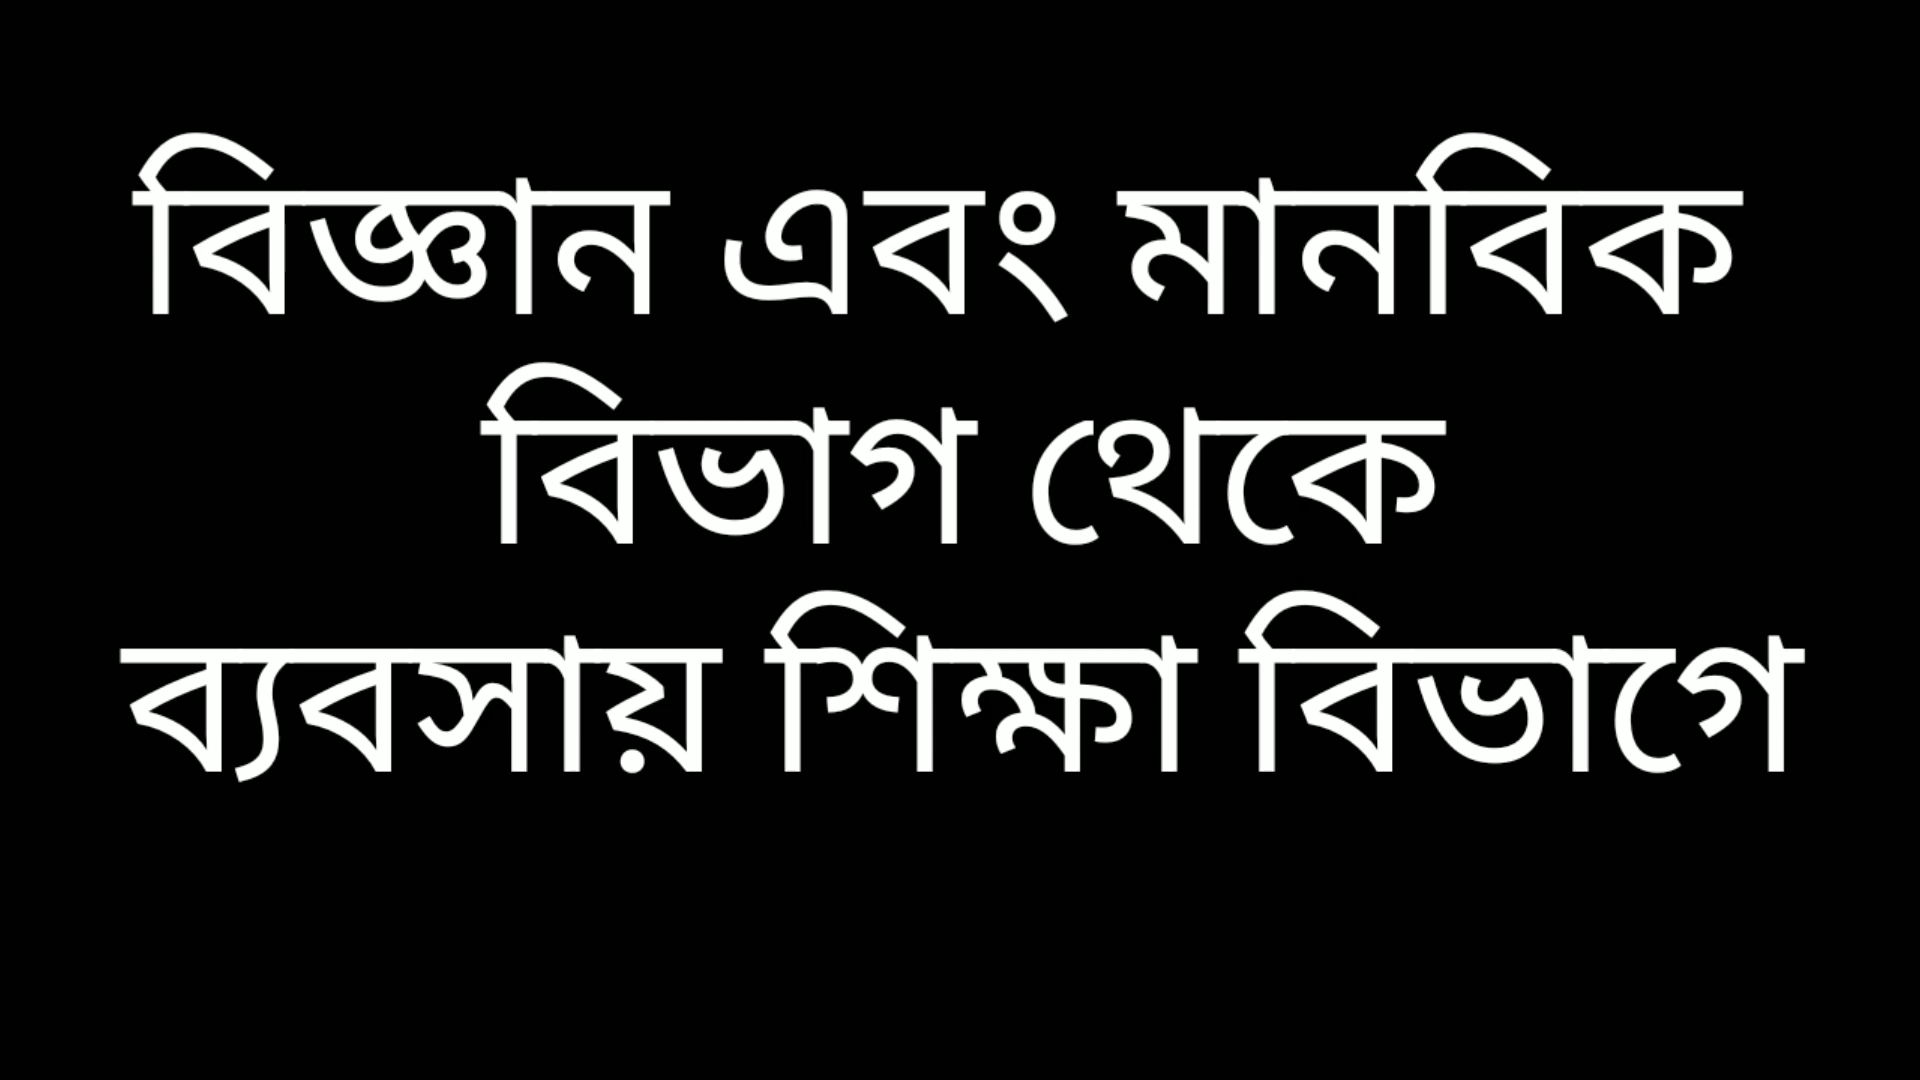 বিজ্ঞান এবং মানবিক
বিভাগ থেকে
ব্যবসায় শিক্ষা বিভাগে